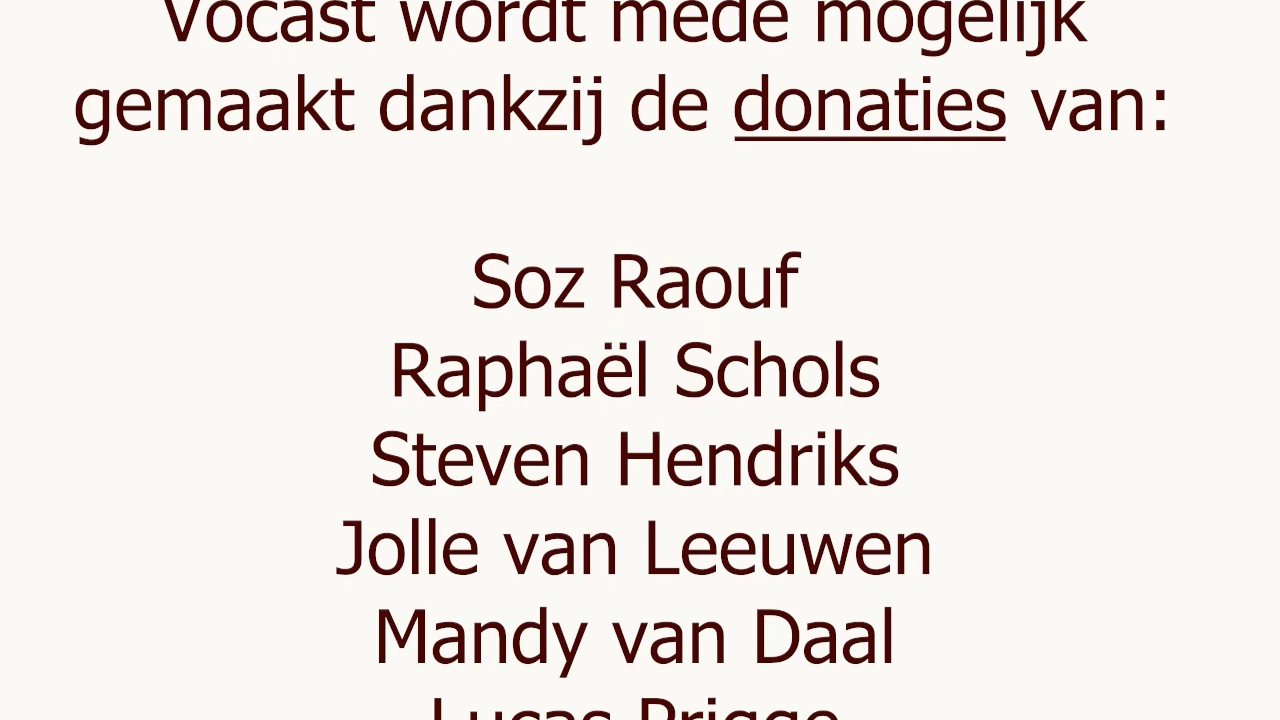 Vocast wordt mede mogelijk
gemaakt dankzij de donaties van:
Soz Raouf
Raphaël Schols
Steven Hendriks
Jolle van Leeuwen
Mandy van Daal
Lucas